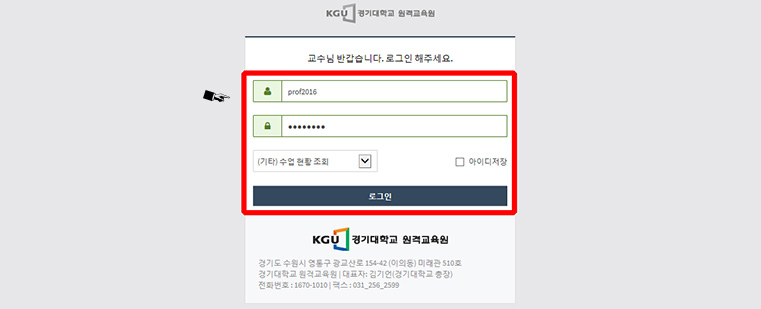 KGU 경기대학교 원격교육원
교수님 반갑습니다. 로그인 해주세요.
prof2016
●●●●●●●●
(기타) 수업 현황 조회
아이디저장
로그인
KGU 경기대학교 원격교육원
경기도 수원시 영통구 광교산로 154-42 (이의동) 미래관 510호
경기대학교 원격교육원 | 대표자: 김기언(경기대학교 총장)
전화번호 : 1670-1010 | 팩스 : 031_256_2599